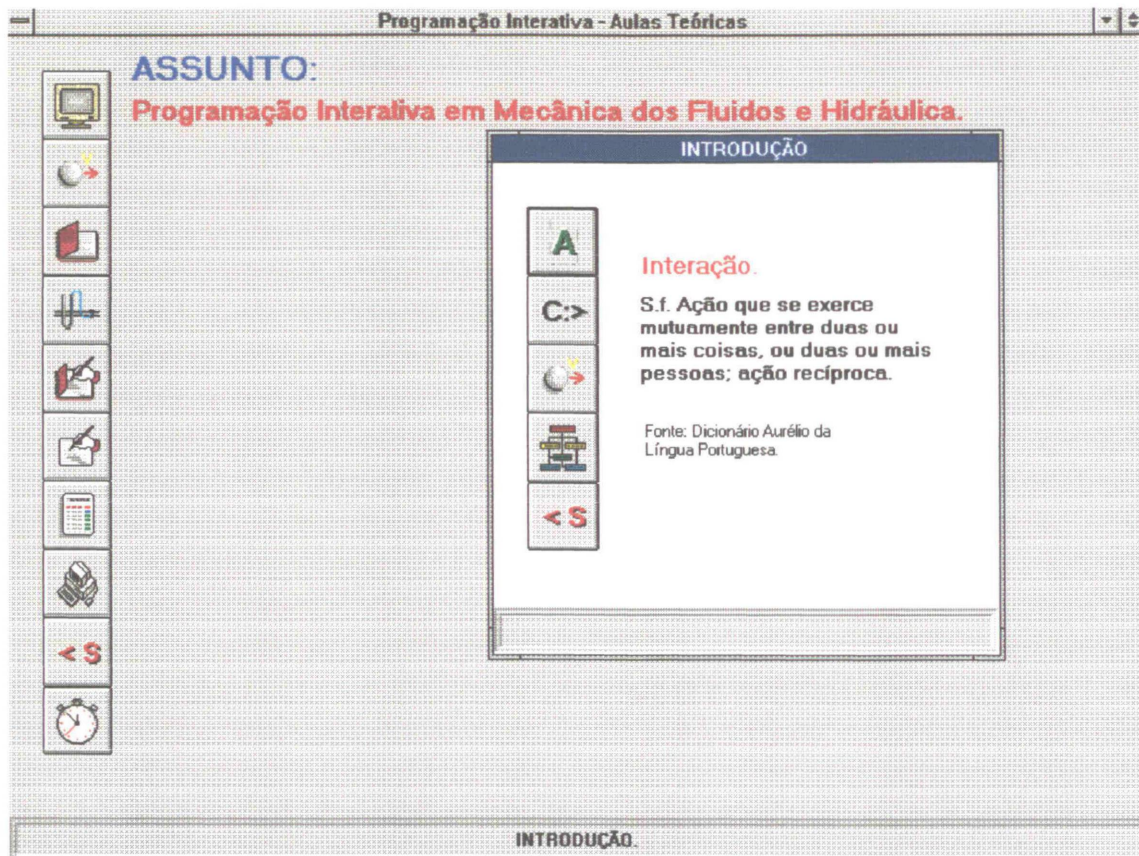 Programação Interativa - Aulas Teóricas
ASSUNTO:
Programação Interativa em Mecânica dos Fluidos e Hidráulica.
INTRODUÇÃO
A
Interação.
C:>
S.f. Ação que se exerce
mutuamente entre duas ou
mais coisas, ou duas ou mais
pessoas; ação recíproca.
Fonte: Dicionário Aurélio da
Língua Portuguesa.
< S
< S
INTRODUÇÃO.